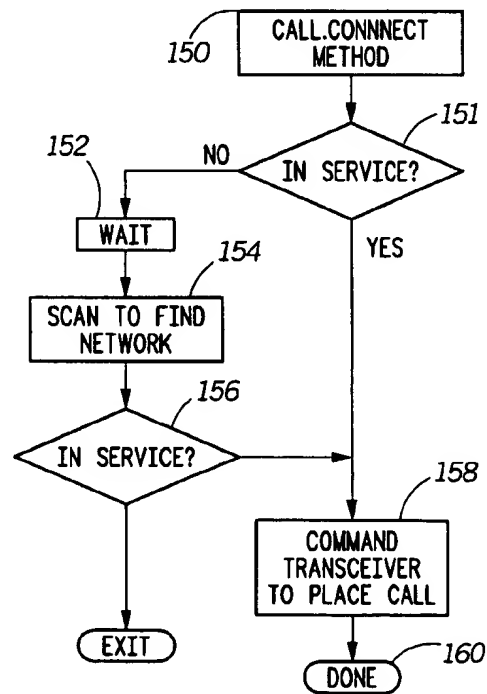 150
CALL.CONNNECT
METHOD
151
IN SERVICE?
NO
YES
152
WAIT
154
SCAN TO FIND
NETWORK
156
IN SERVICE?
158
COMMAND
TRANSCEIVER
TO PLACE CALL
EXIT
160
DONE